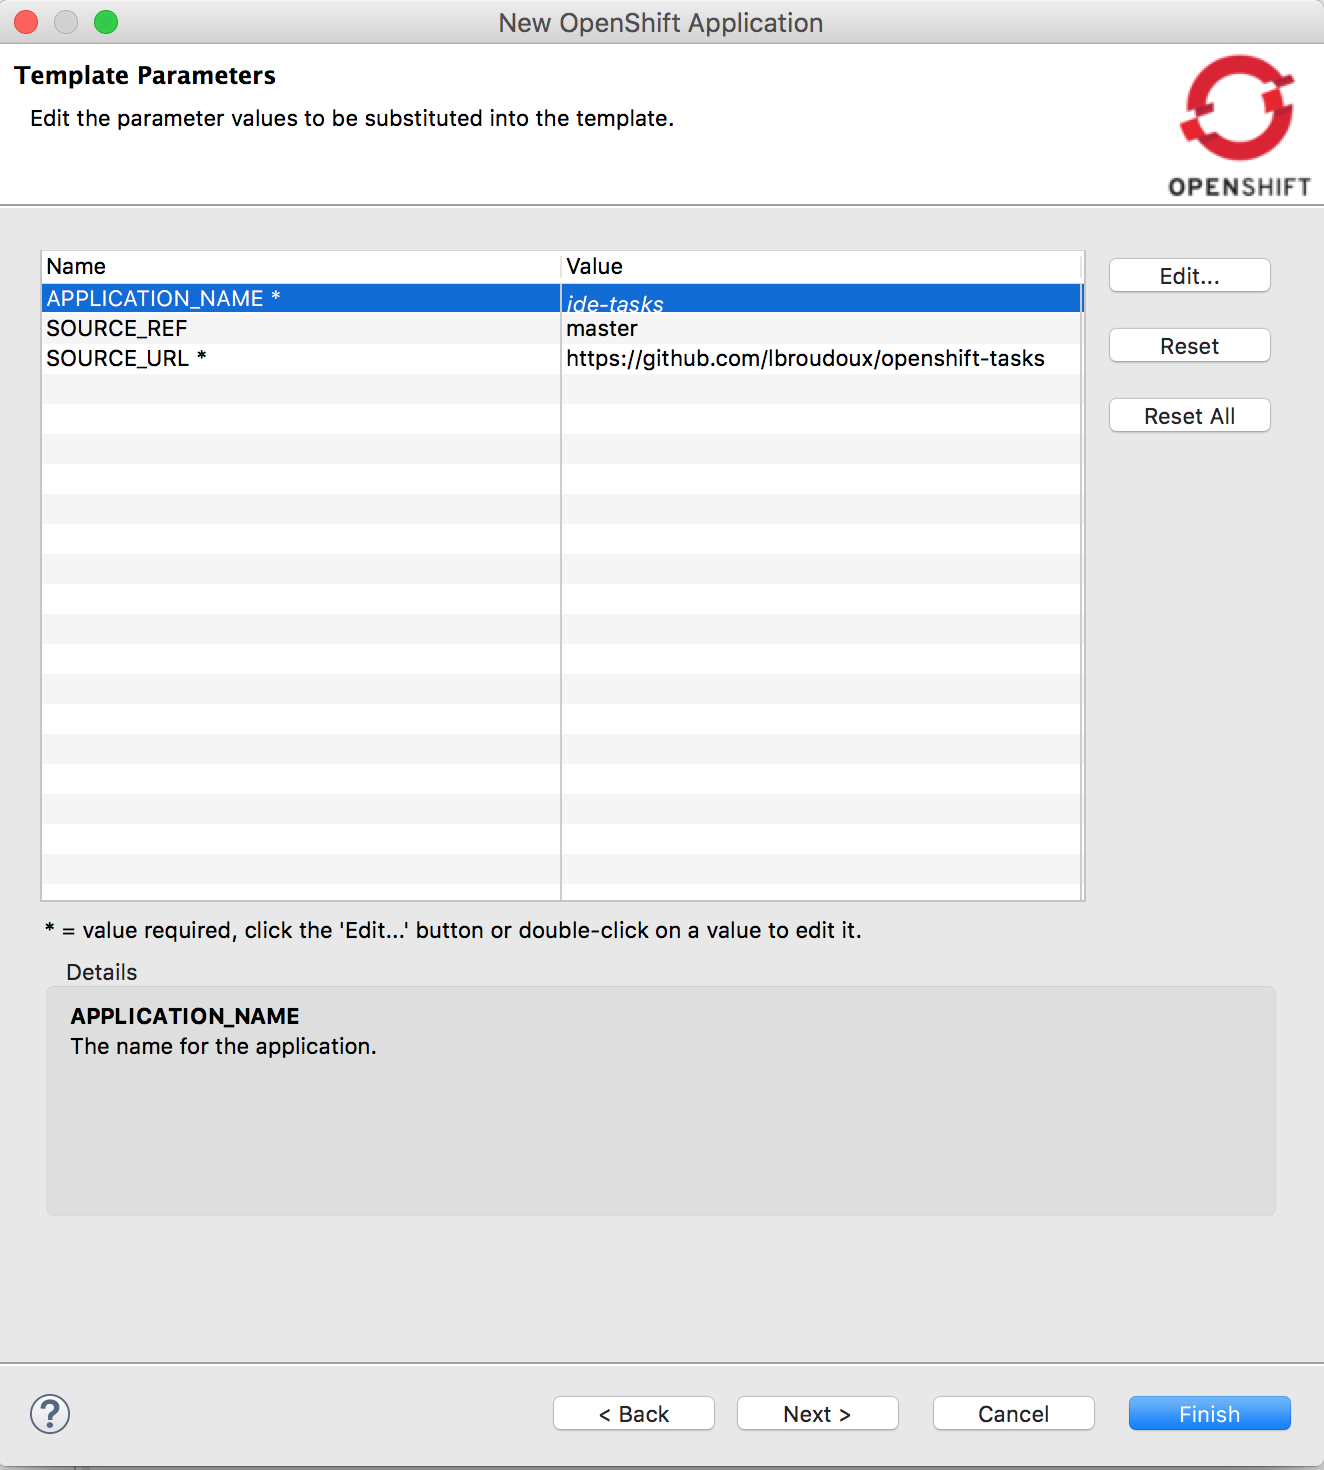 New OpenShift Application
Template Parameters
Edit the parameter values to be substituted into the template.
OPENSHIFT
Name Value
APPLICATION_NAME * ide-tasks
SOURCE_REF master
SOURCE_URL * https://github.com/lbroudoux/openshift-tasks
Edit...
Reset
Reset All
* = value required, click the 'Edit...' button or double-click on a value to edit it.
Details
APPLICATION_NAME
The name for the application.
?
< Back Next > Cancel Finish